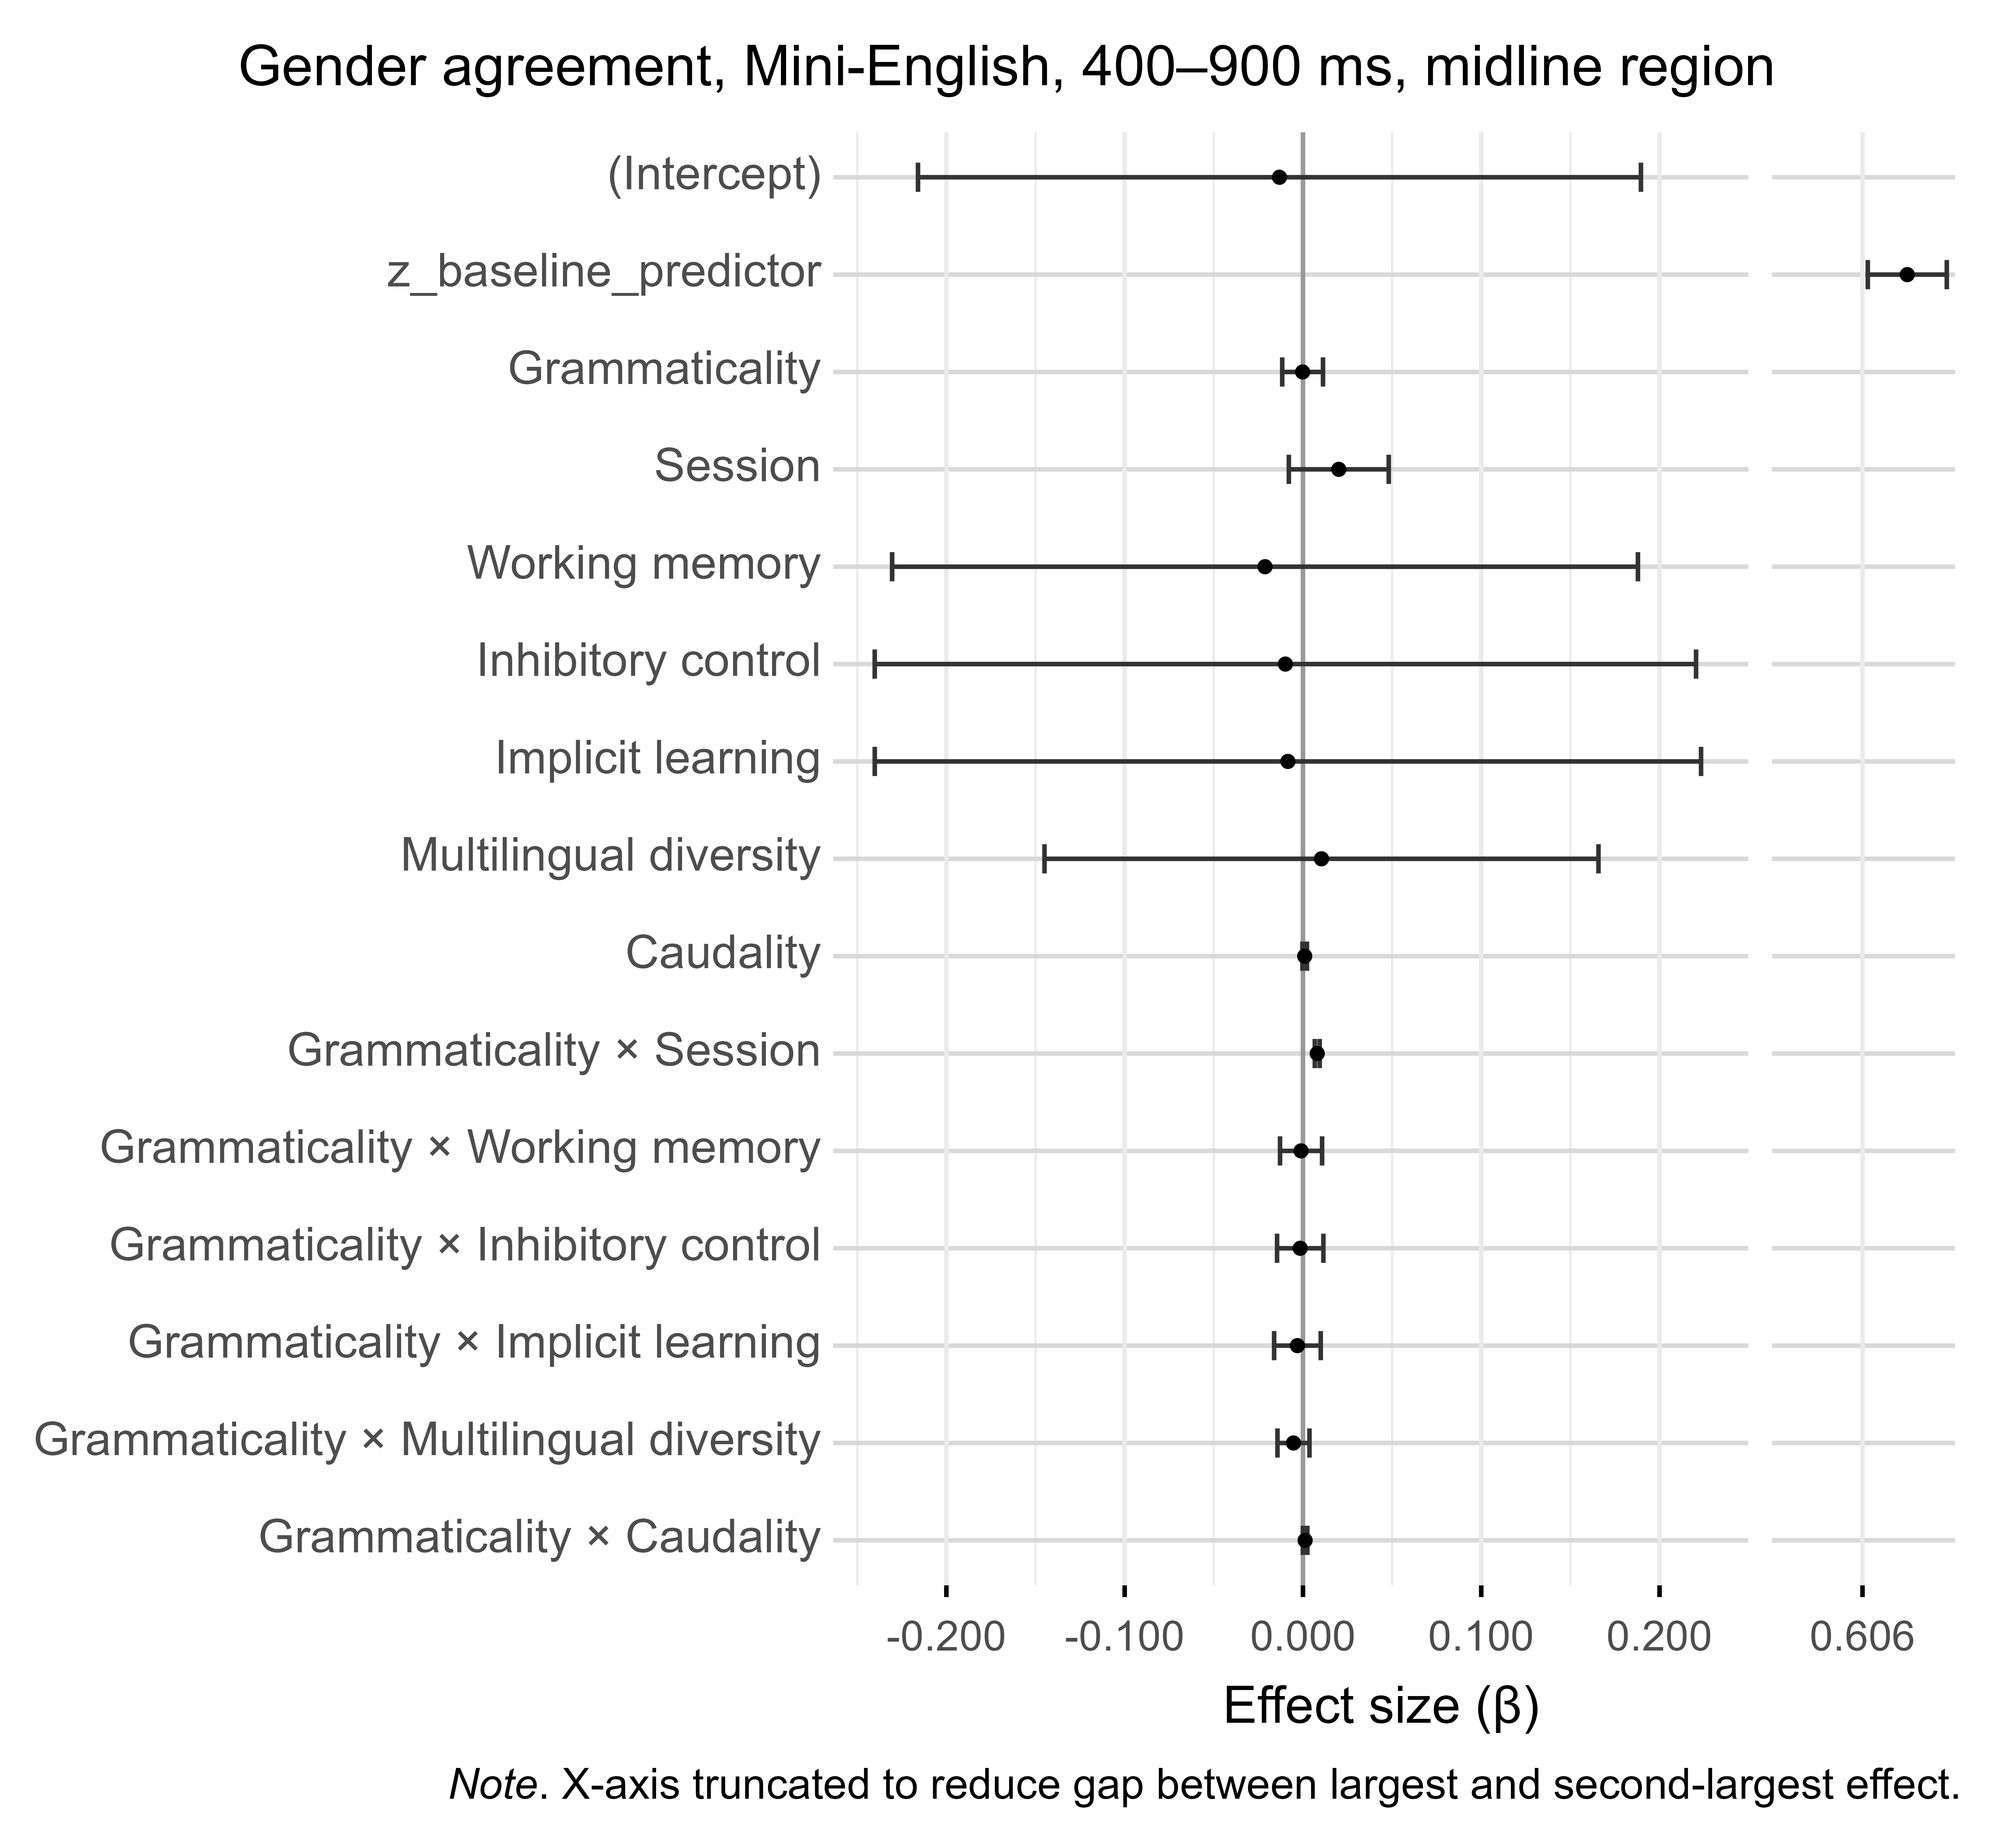 Gender agreement, Mini-English, 400–900 ms, midline region
(Intercept)
z_baseline_predictor
Grammaticality
Session
Working memory
Inhibitory control
Implicit learning
Multilingual diversity
Caudality
Grammaticality × Session
Grammaticality × Working memory
Grammaticality × Inhibitory control
Grammaticality × Implicit learning
Grammaticality × Multilingual diversity
Grammaticality × Caudality
-0.200 -0.100 0.000 0.100 0.200 0.606
Effect size (β)
Note. X-axis truncated to reduce gap between largest and second-largest effect.